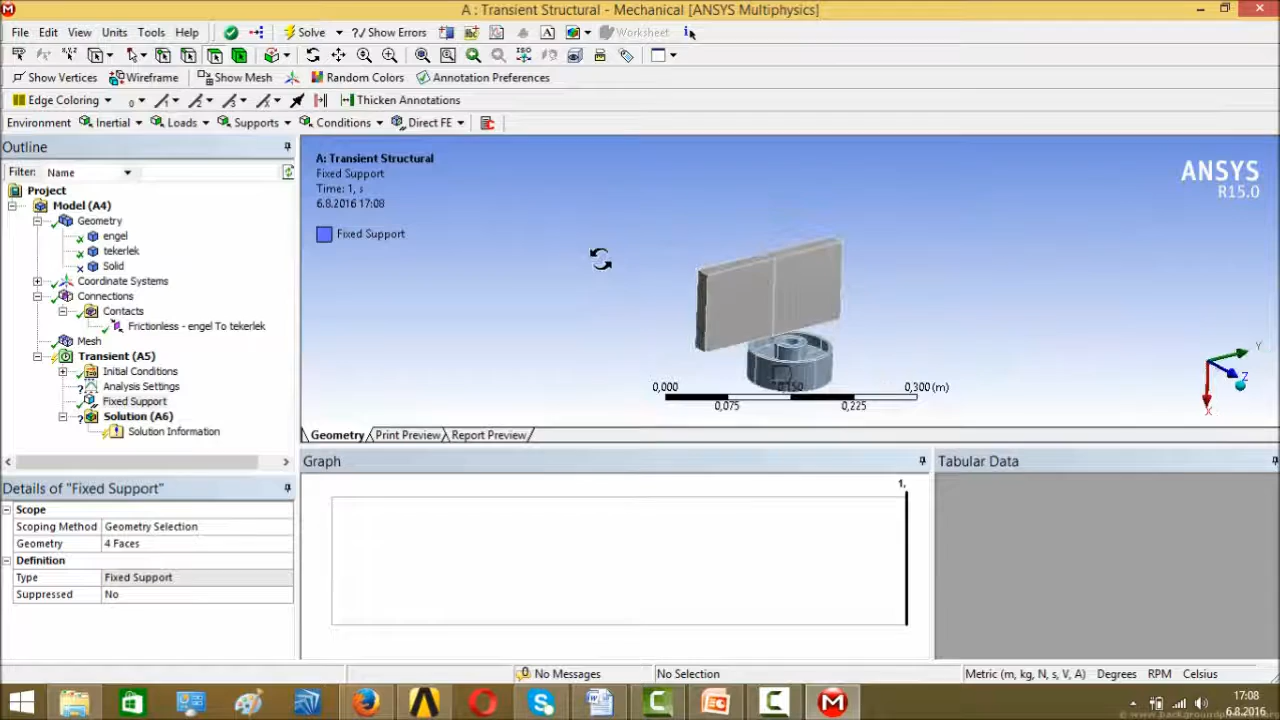 A : Transient Structural - Mechanical [ANSYS Multiphysics]
File Edit View Units Tools Help Solve ?/ Show Errors Worksheet
Show Vertices Wireframe Show Mesh Random Colors Annotation Preferences
Edge Coloring Thicken Annotations
Environment Inertial Loads Supports Conditions Direct FE
Outline
Filter: Name
Project
Model (A4)
Geometry
engel
tekerlek
Solid
Coordinate Systems
Connections
Contacts
Frictionless - engel To tekerlek
Mesh
Transient (A5)
Initial Conditions
Analysis Settings
Fixed Support
Solution (A6)
Solution Information
Details of "Fixed Support"
Scope
Scoping Method Geometry Selection
Geometry 4 Faces
Definition
Type Fixed Support
Suppressed No
A: Transient Structural
Fixed Support
Time: 1, s
6.8.2016 17:08
Fixed Support
ANSYS
R15.0
0,000 0,150 0,300 (m)
0,075 0,225
Y
Z
X
Geometry Print Preview Report Preview
Graph
1,
Tabular Data
No Messages No Selection Metric (m, kg, N, s, V, A) Degrees RPM Celsius
17:08
6.8.2016